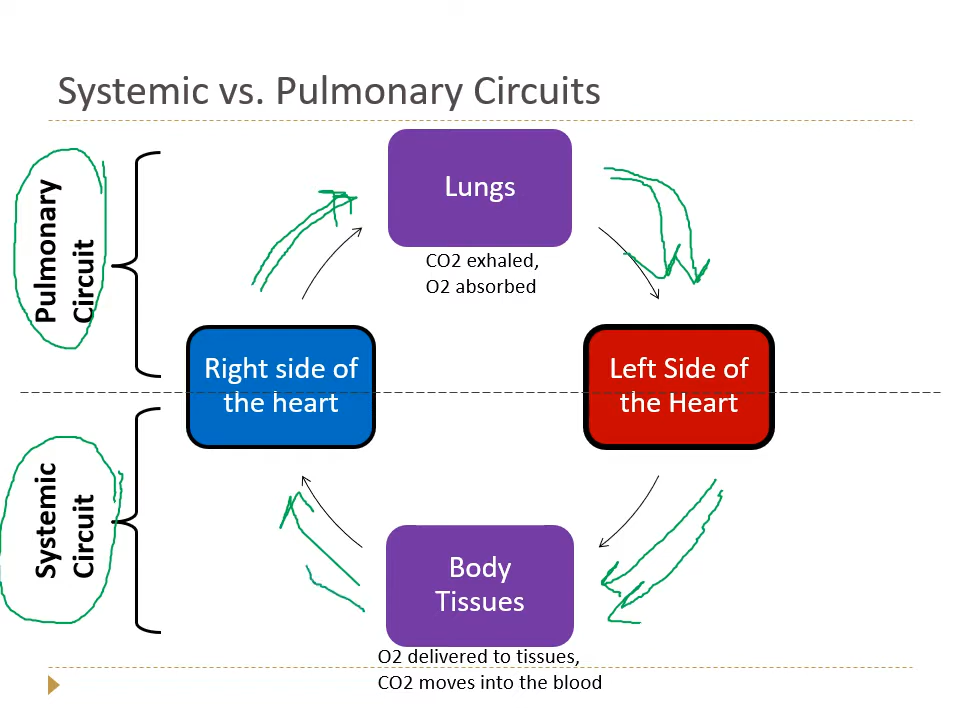 Systemic vs. Pulmonary Circuits
Pulmonary
Circuit
Lungs
CO2 exhaled,
O2 absorbed
Right side of
the heart
Left Side of
the Heart
Systemic
Circuit
Body
Tissues
O2 delivered to tissues,
CO2 moves into the blood